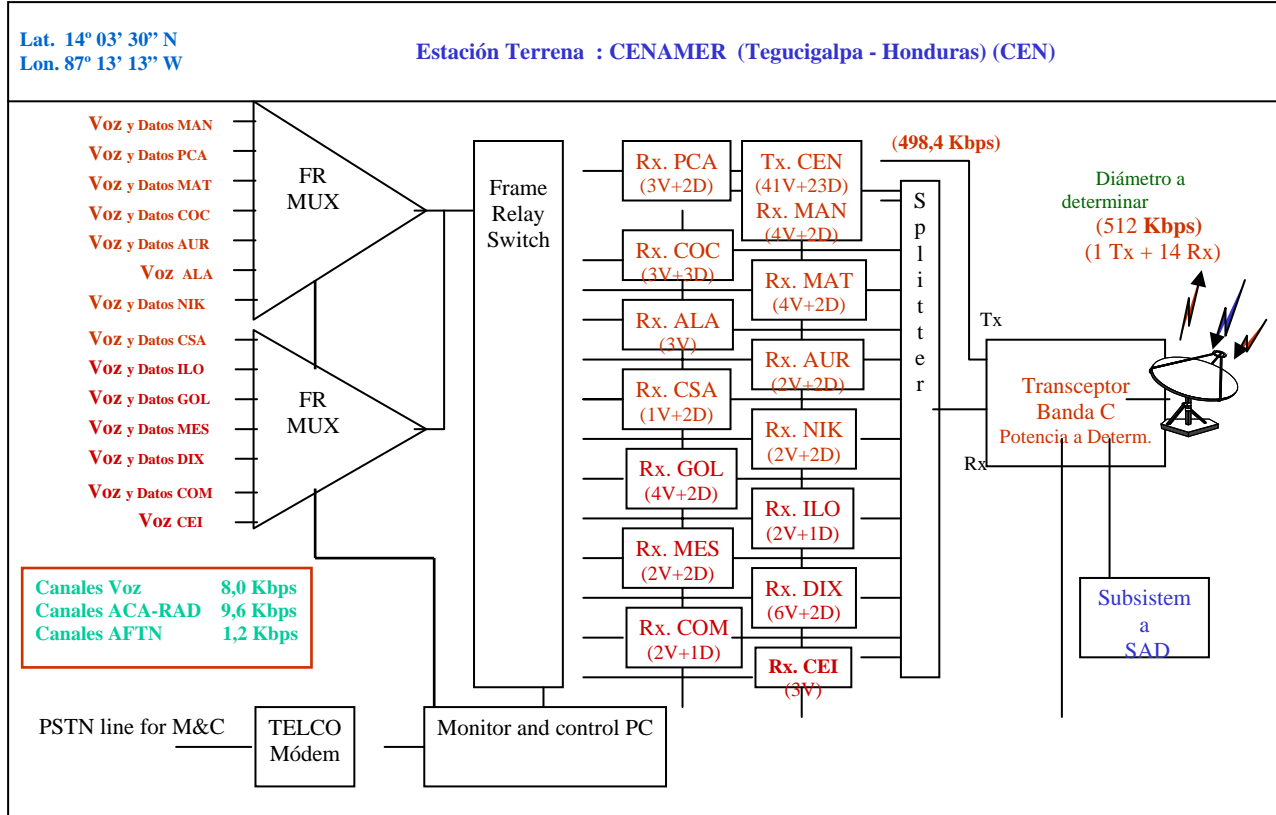 Lat. 14º 03’ 30” N
Lon. 87º 13’ 13” W
Estación Terrena : CENAMER (Tegucigalpa - Honduras) (CEN)
Voz y Datos MAN
Voz y Datos PCA
Voz y Datos MAT
Voz y Datos COC
Voz y Datos AUR
Voz ALA
Voz y Datos NIK
Voz y Datos CSA
Voz y Datos ILO
Voz y Datos GOL
Voz y Datos MES
Voz y Datos DIX
Voz y Datos COM
Voz CEI
FR
MUX
FR
MUX
Frame
Relay
Switch
Rx. PCA
(3V+2D)
Rx. COC
(3V+3D)
Rx. ALA
(3V)
Rx. CSA
(1V+2D)
Rx. GOL
(4V+2D)
Rx. MES
(2V+2D)
Rx. COM
(2V+1D)
Tx. CEN
(41V+23D)
Rx. MAN
(4V+2D)
Rx. MAT
(4V+2D)
Rx. AUR
(2V+2D)
Rx. NIK
(2V+2D)
Rx. ILO
(2V+1D)
Rx. DIX
(6V+2D)
Rx. CEI
(3V)
(498,4 Kbps)
S
p
l
i
t
t
e
r
Diámetro a
determinar
(512 Kbps)
(1 Tx + 14 Rx)
Tx
Rx
Transceptor
Banda C
Potencia a Determ.
Subsistem
a
SAD
Canales Voz 8,0 Kbps
Canales ACA-RAD 9,6 Kbps
Canales AFTN 1,2 Kbps
PSTN line for M&C
TELCO
Módem
Monitor and control PC